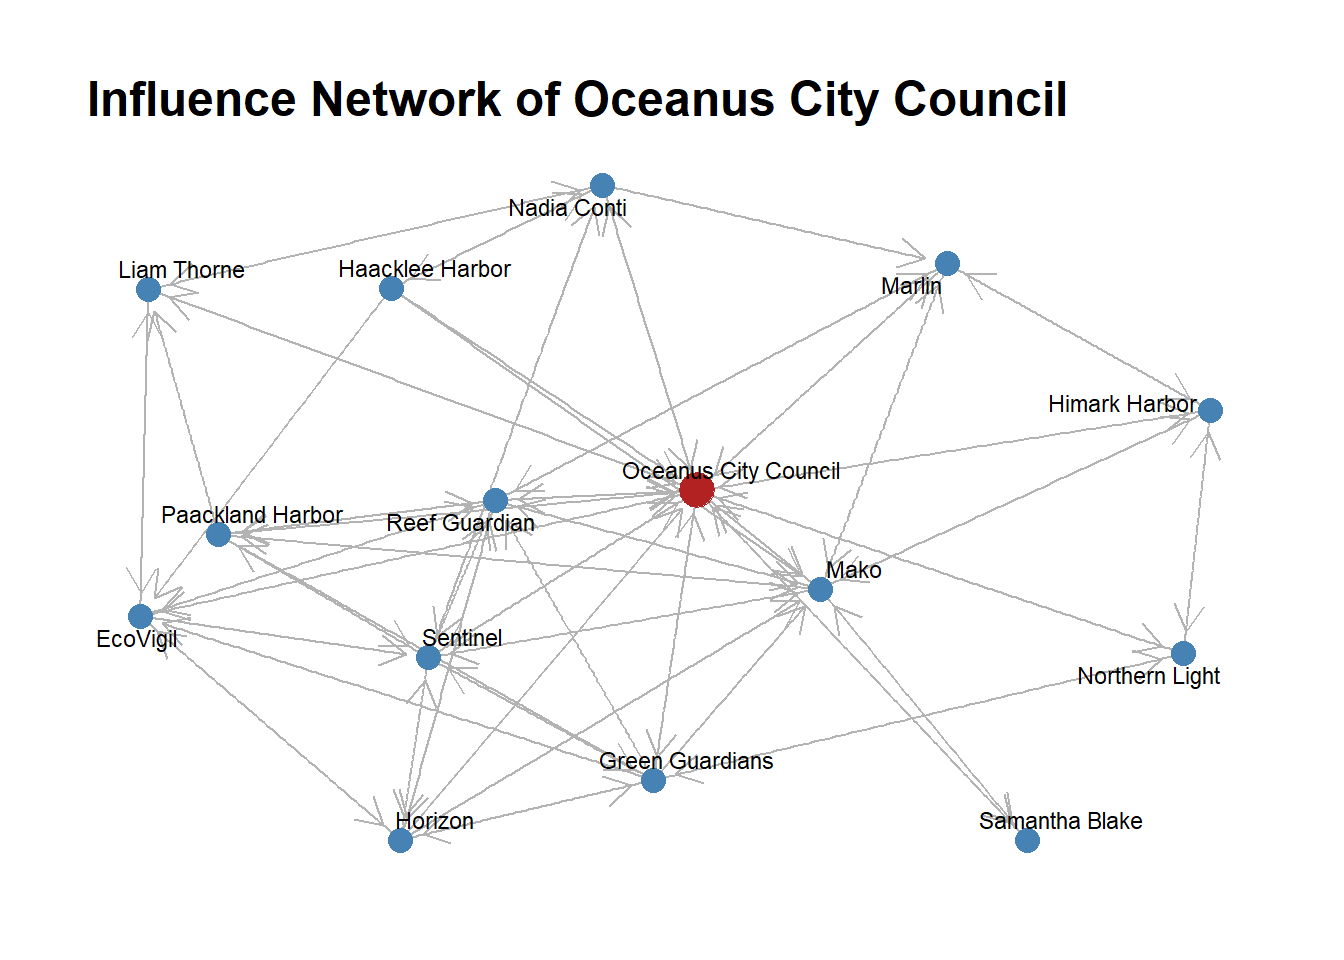 Influence Network of Oceanus City Council
Nadia Conti
Liam Thorne
Haacklee Harbor
Marlin
Himark Harbor
Oceanus City Council
Paackland Harbor
Reef Guardian
Mako
EcoVigil
Sentinel
Northern Light
Green Guardians
Horizon
Samantha Blake